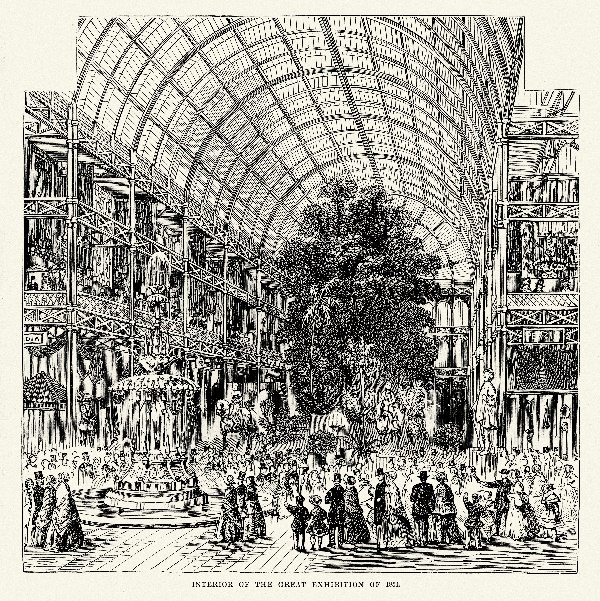 INTERIOR OF THE GREAT EXHIBITION OF 1851.